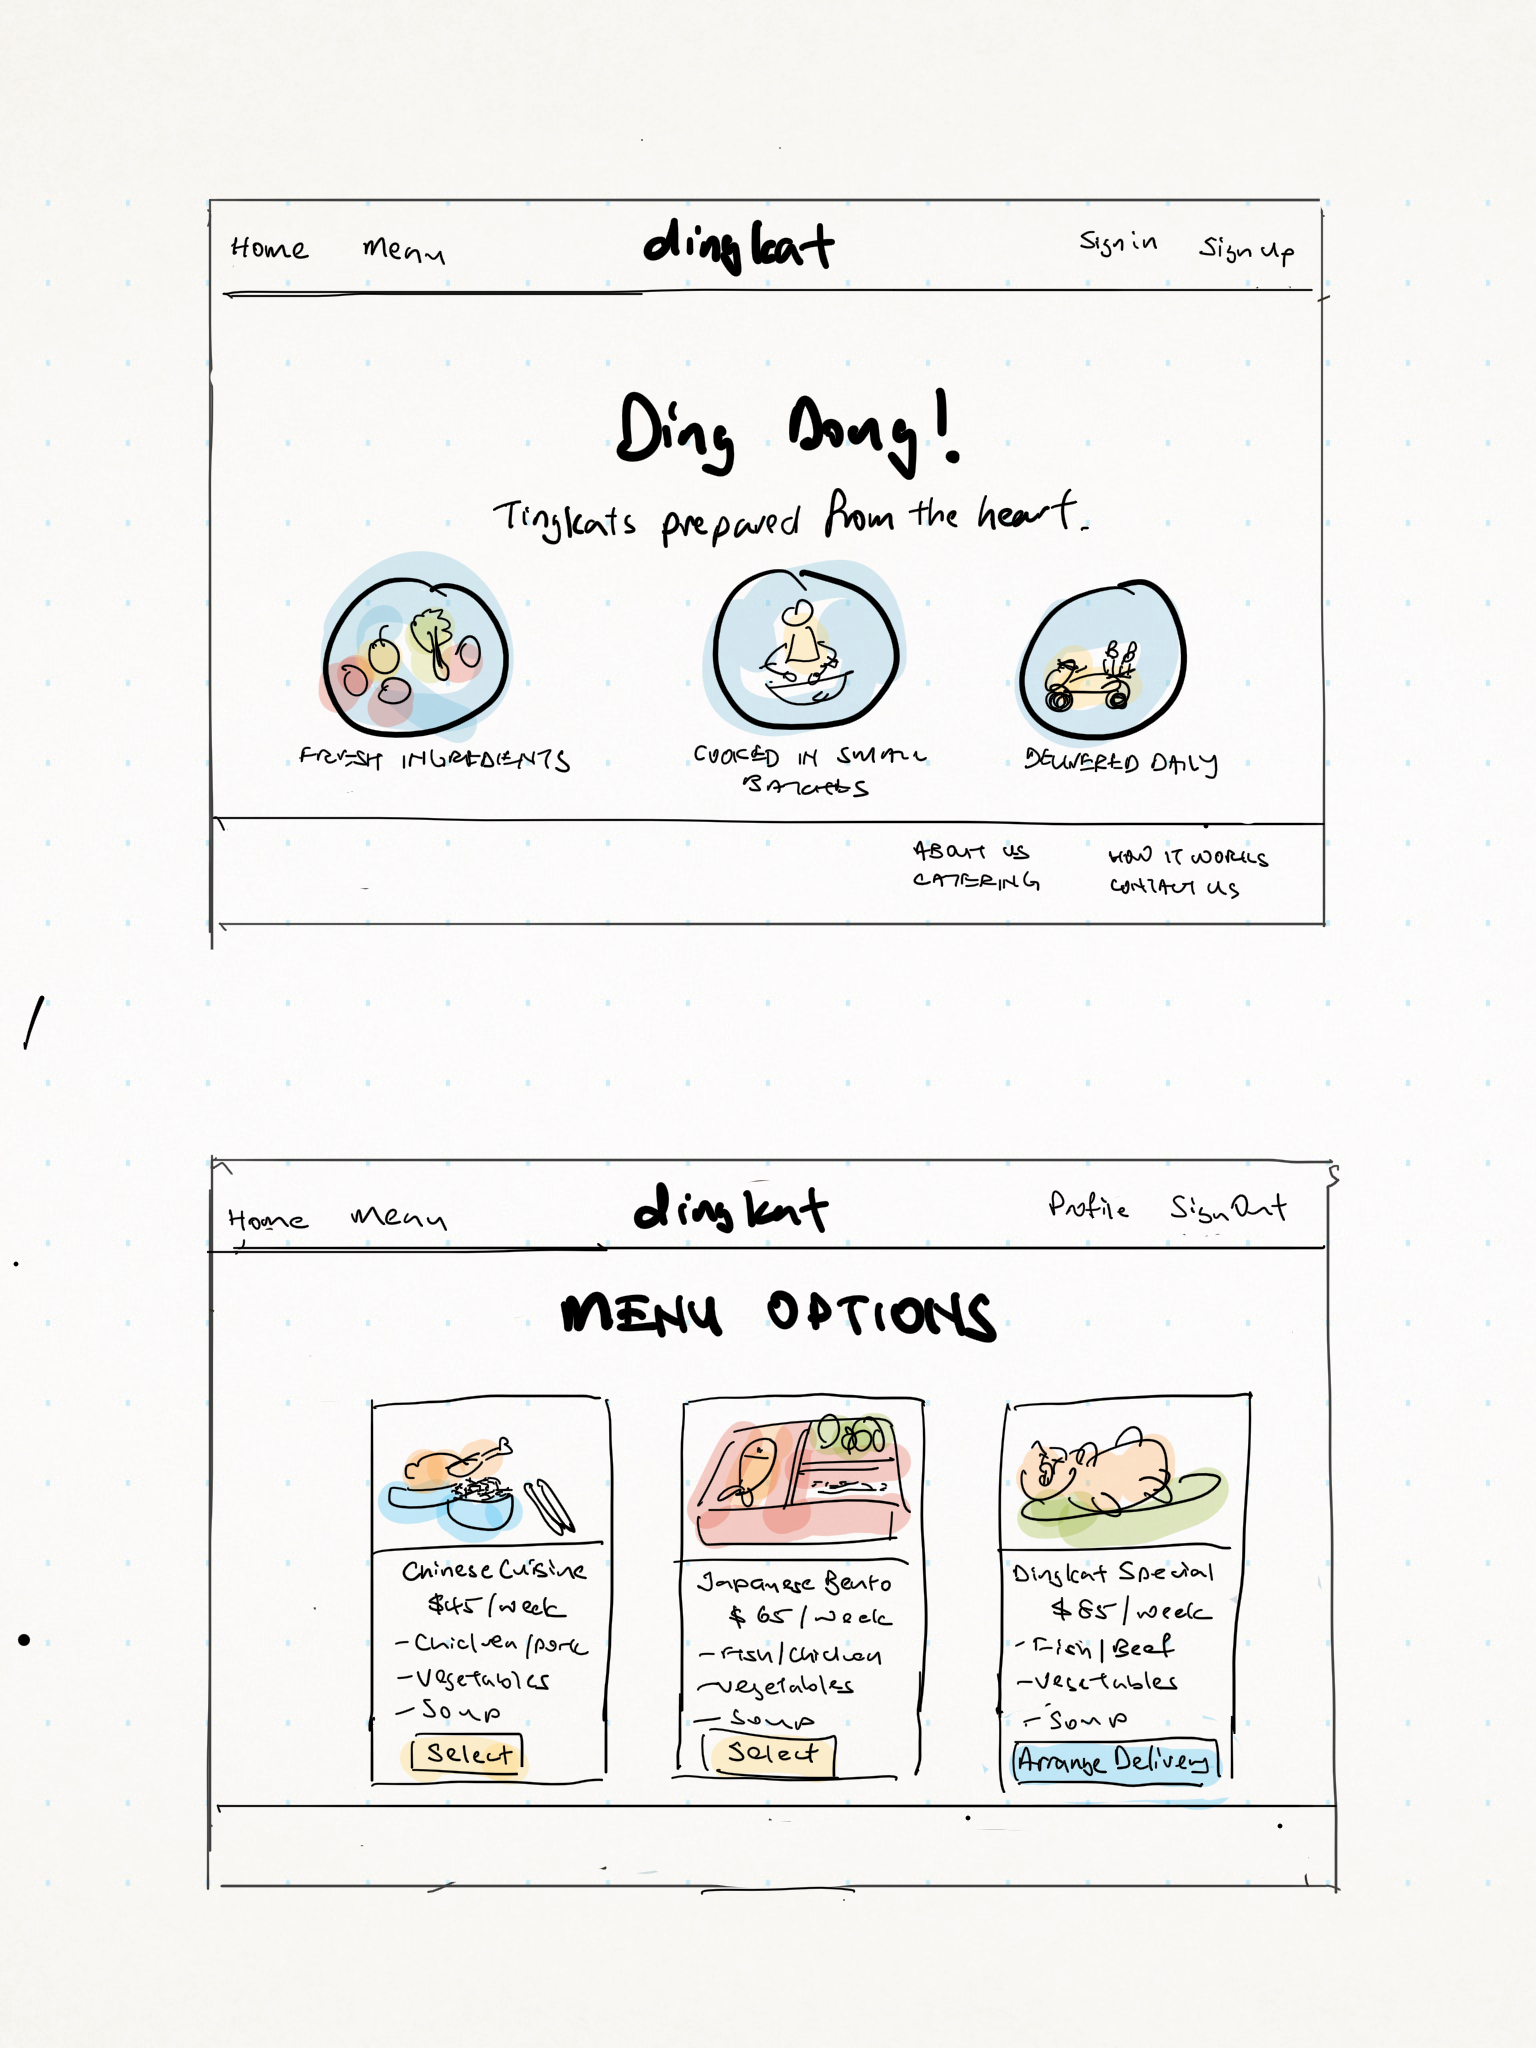 Home Menu dingkat Sign in Sign Up
Ding Dong!
Tingkats prepared from the heart.
FRESH INGREDIENTS
COOKED IN SMALL
BATCHES
DELIVERED DAILY
ABOUT US HOW IT WORKS
CATERING CONTACT US
Home Menu dingkat Profile Sign Out
MENU OPTIONS
Chinese Cuisine
$45/week
- Chicken/pork
- Vegetables
- Soup
Select
Japanese Bento
$65/week
- Fish/Chicken
- Vegetables
- Soup
Select
Dingkat Special
$85/week
- Fish/Beef
- Vegetables
- Soup
Arrange Delivery